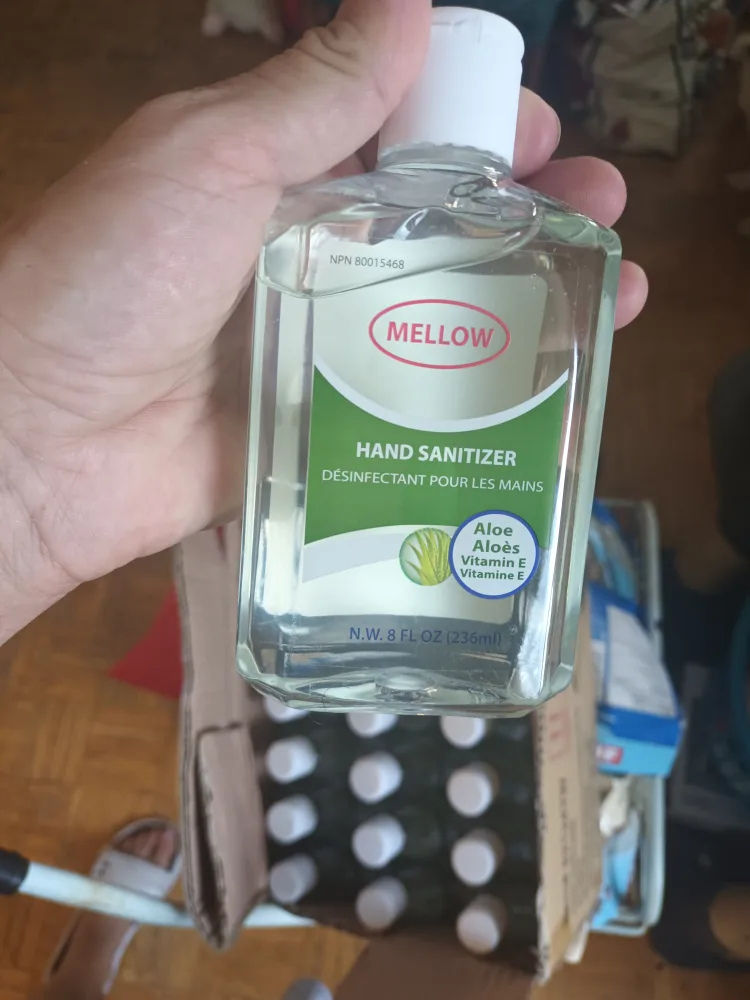 NPN 80015468
MELLOW
HAND SANITIZER
DÉSINFECTANT POUR LES MAINS
Aloe
Aloès
Vitamin E
Vitamine E
N.W. 8 FL OZ (236ml)